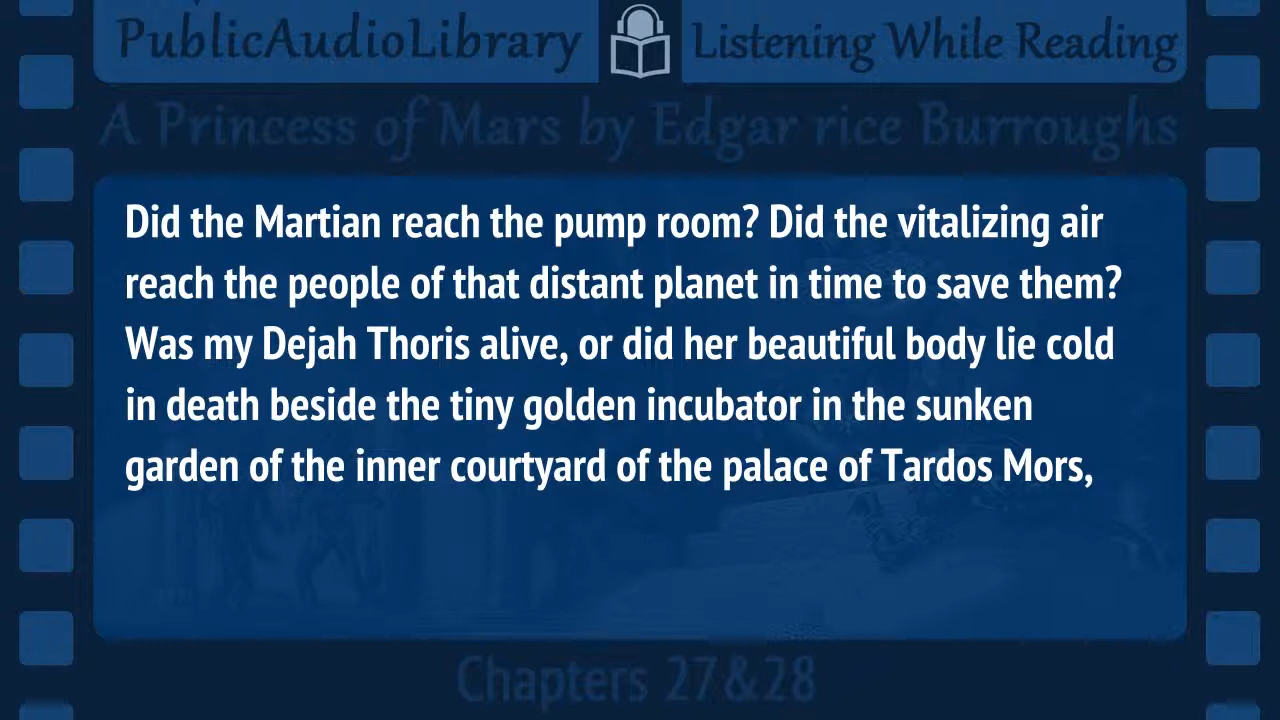 PublicAudioLibrary Listening While Reading
A Princess of Mars by Edgar rice Burroughs
Did the Martian reach the pump room? Did the vitalizing air
reach the people of that distant planet in time to save them?
Was my Dejah Thoris alive, or did her beautiful body lie cold
in death beside the tiny golden incubator in the sunken
garden of the inner courtyard of the palace of Tardos Mors,
Chapters 27&28